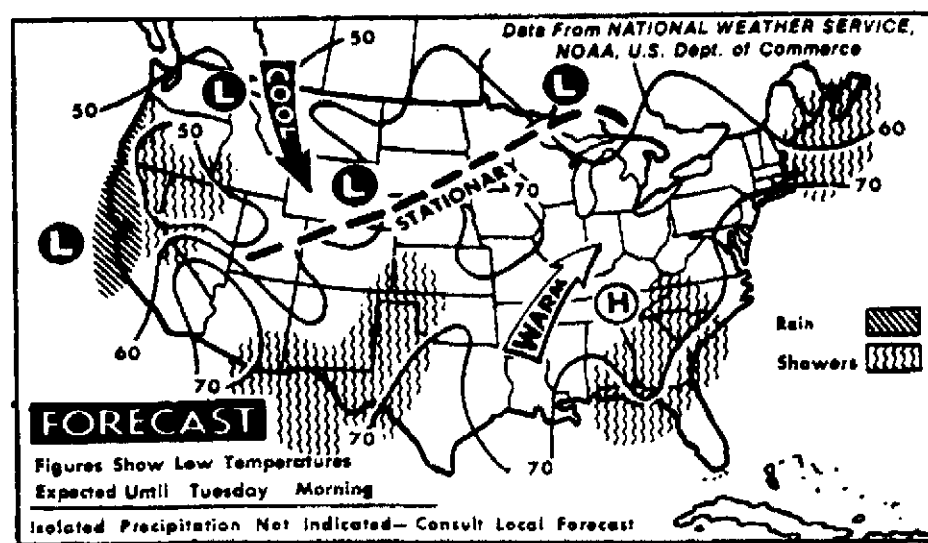 Data From NATIONAL WEATHER SERVICE,
NOAA, U.S. Dept. of Commerce
50
50
50
L
COOL
L
L
60
70
STATIONARY
70
L
WARM
H
60
70
70
70
Rain
Showers
FORECAST
Figures Show Low Temperatures
Expected Until Tuesday Morning
Isolated Precipitation Not Indicated— Consult Local Forecast